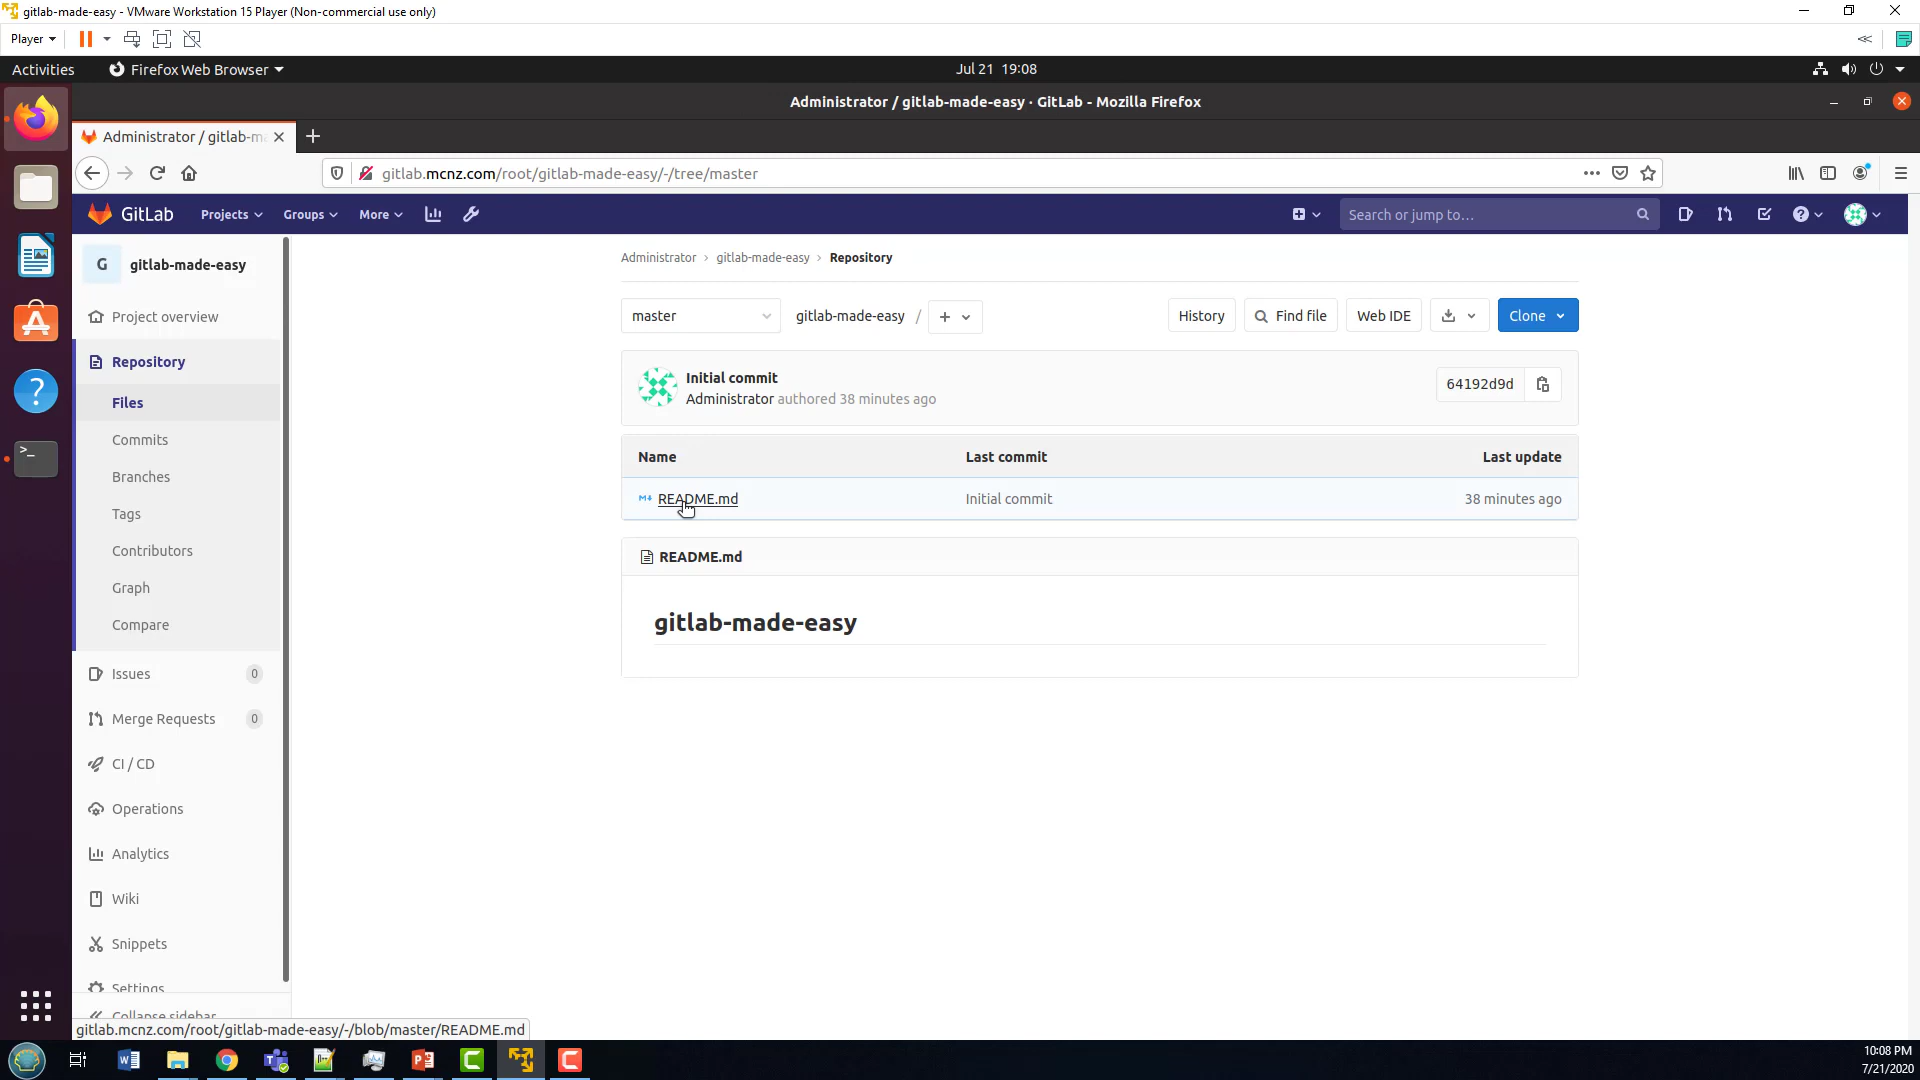 gitlab-made-easy - VMware Workstation 15 Player (Non-commercial use only)
Player
Activities
Firefox Web Browser
Jul 21 19:08
Administrator / gitlab-made-easy · GitLab - Mozilla Firefox
Administrator / gitlab-ma
gitlab.mcnz.com/root/gitlab-made-easy/-/tree/master
GitLab
Projects
Groups
More
Search or jump to…
G
gitlab-made-easy
Project overview
Repository
Files
Commits
Branches
Tags
Contributors
Graph
Compare
Issues 0
Merge Requests 0
CI / CD
Operations
Analytics
Wiki
Snippets
Settings
Collapse sidebar
Administrator > gitlab-made-easy > Repository
master
gitlab-made-easy / +
History
Find file
Web IDE
Clone
Initial commit
Administrator authored 38 minutes ago
64192d9d
Name Last commit Last update
README.md Initial commit 38 minutes ago
README.md
gitlab-made-easy
gitlab.mcnz.com/root/gitlab-made-easy/-/blob/master/README.md
10:08 PM
7/21/2020